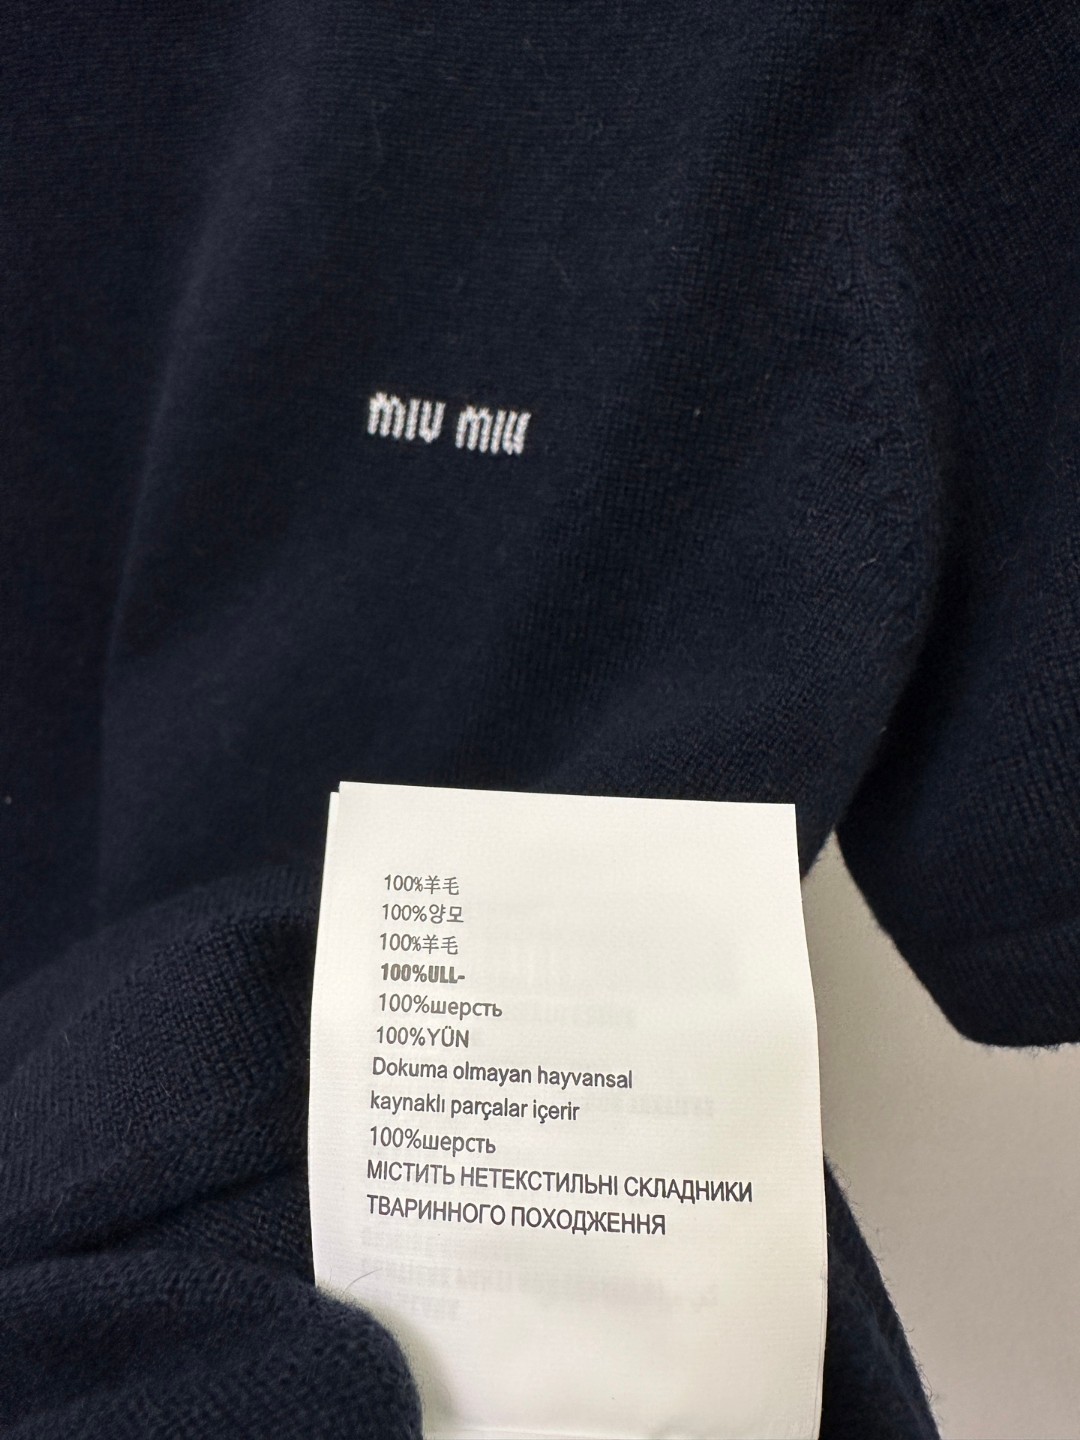 miu miu
100%羊毛
100%양모
100%羊毛
100%ULL-
100%шерсть
100%YÜN
Dokuma olmayan hayvansal
kaynaklı parçalar içerir
100%шерсть
МІСТИТЬ НЕТЕКСТИЛЬНІ СКЛАДНИКИ
ТВАРИННОГО ПОХОДЖЕННЯ